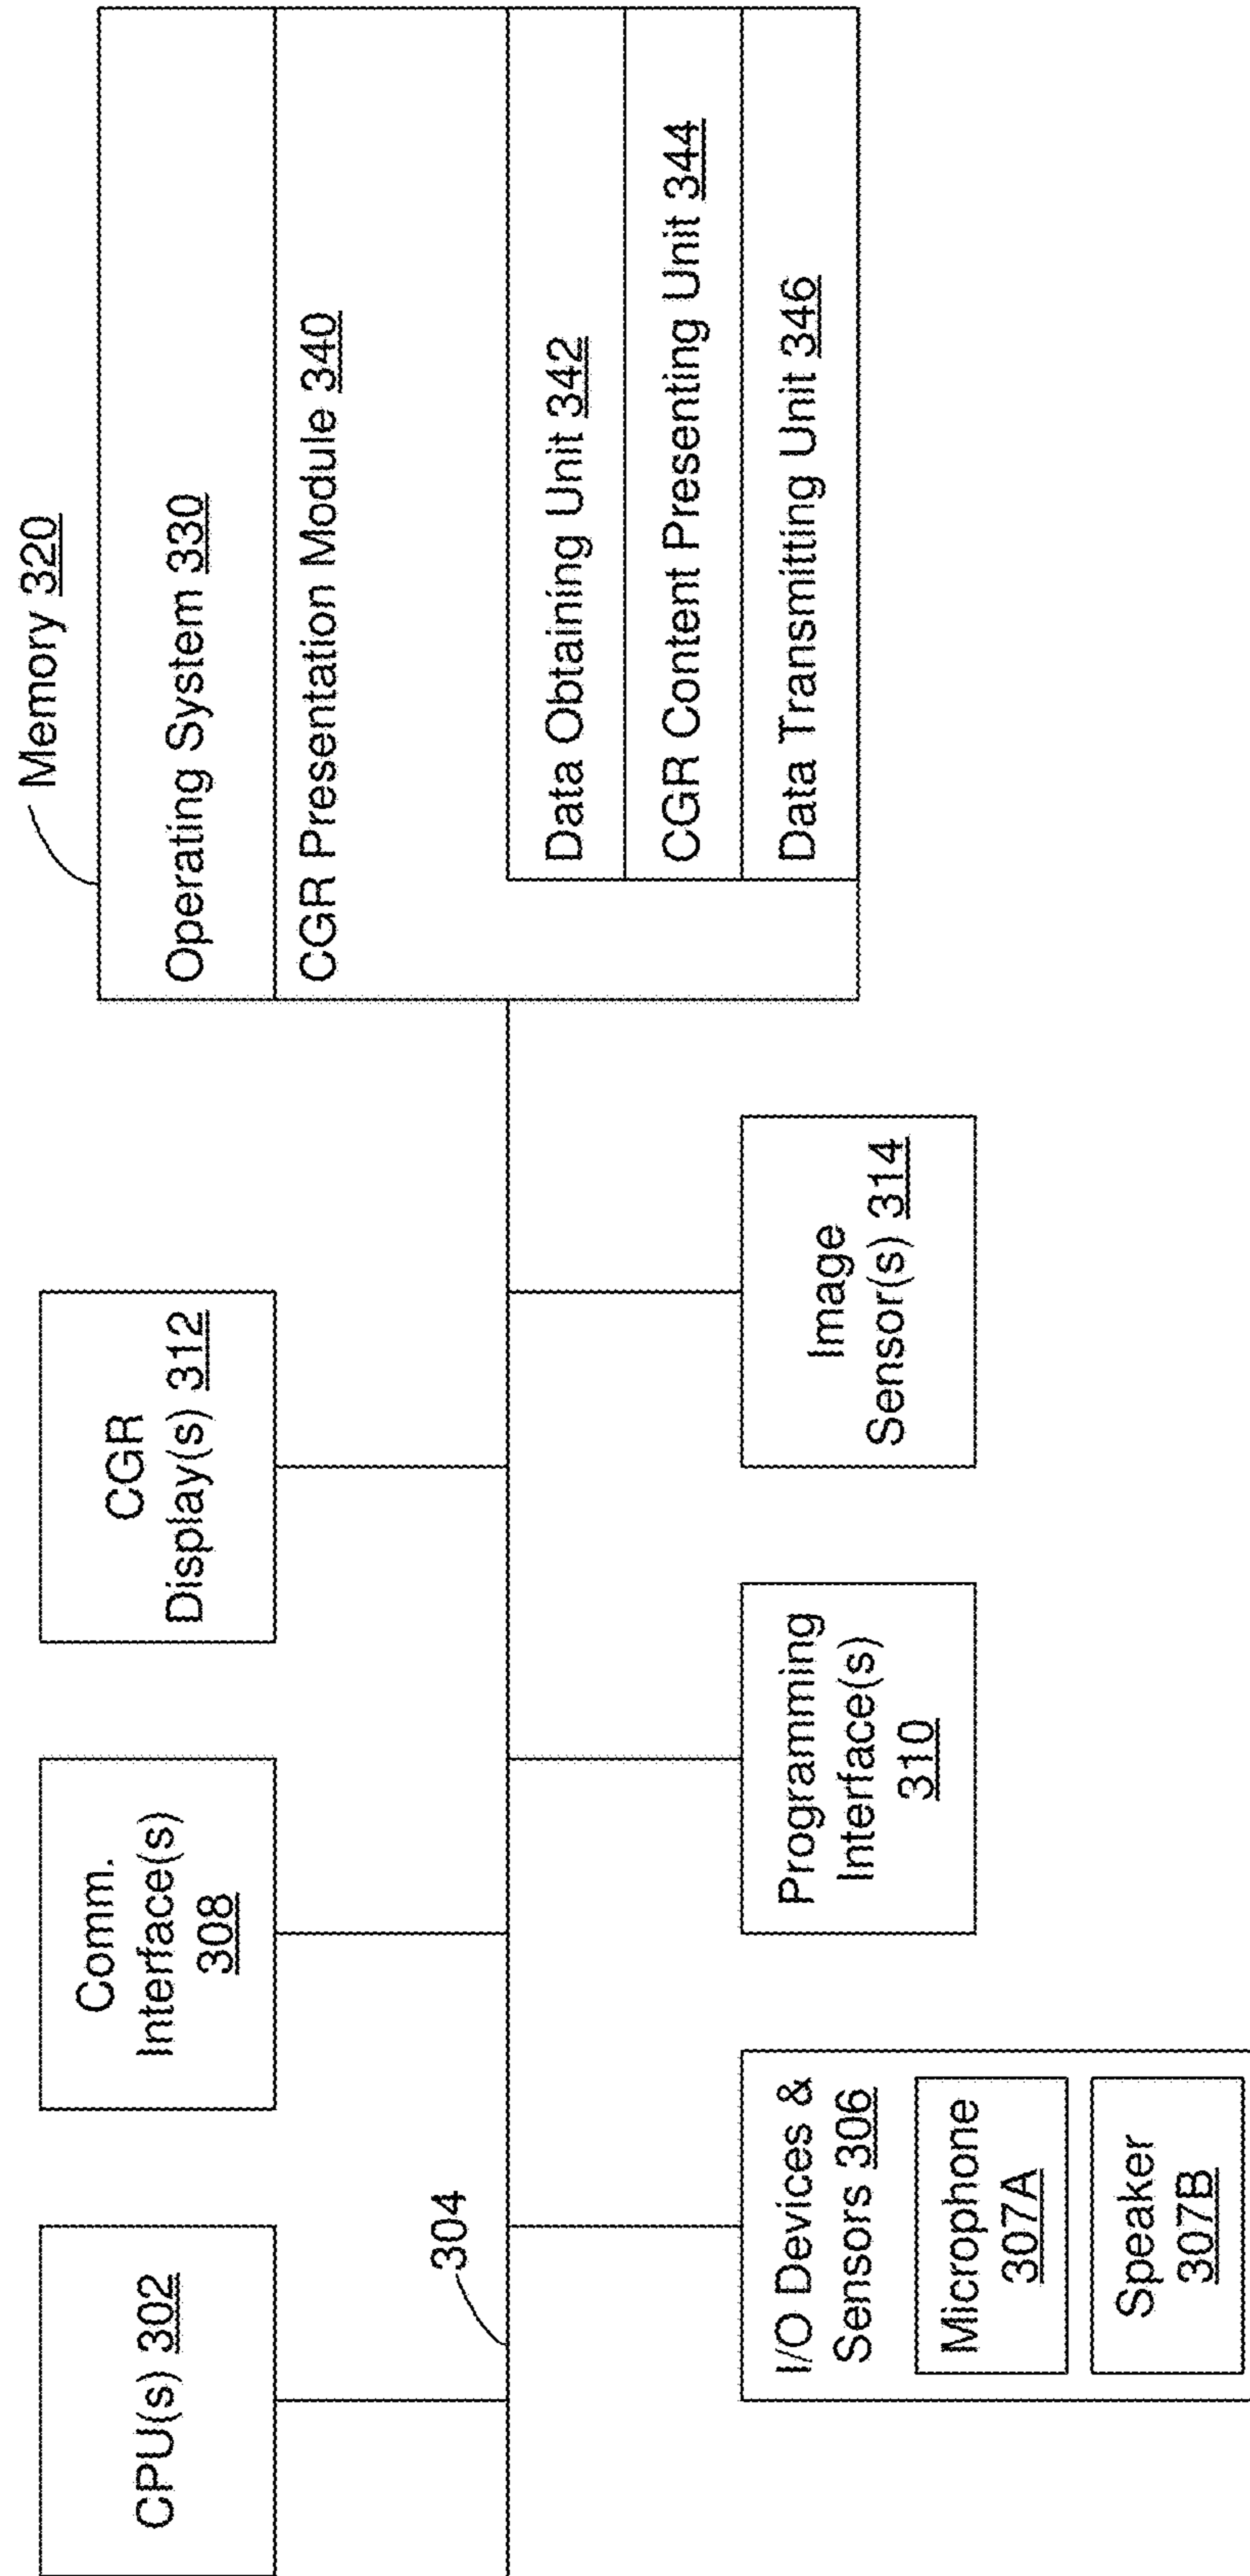 CPU(s) 302
Comm.
Interface(s)
308
CGR
Display(s) 312
Memory 320
Operating System 330
CGR Presentation Module 340
Data Obtaining Unit 342
CGR Content Presenting Unit 344
Data Transmitting Unit 346
304
I/O Devices &
Sensors 306
Microphone
307A
Speaker
307B
Programming
Interface(s)
310
Image
Sensor(s) 314